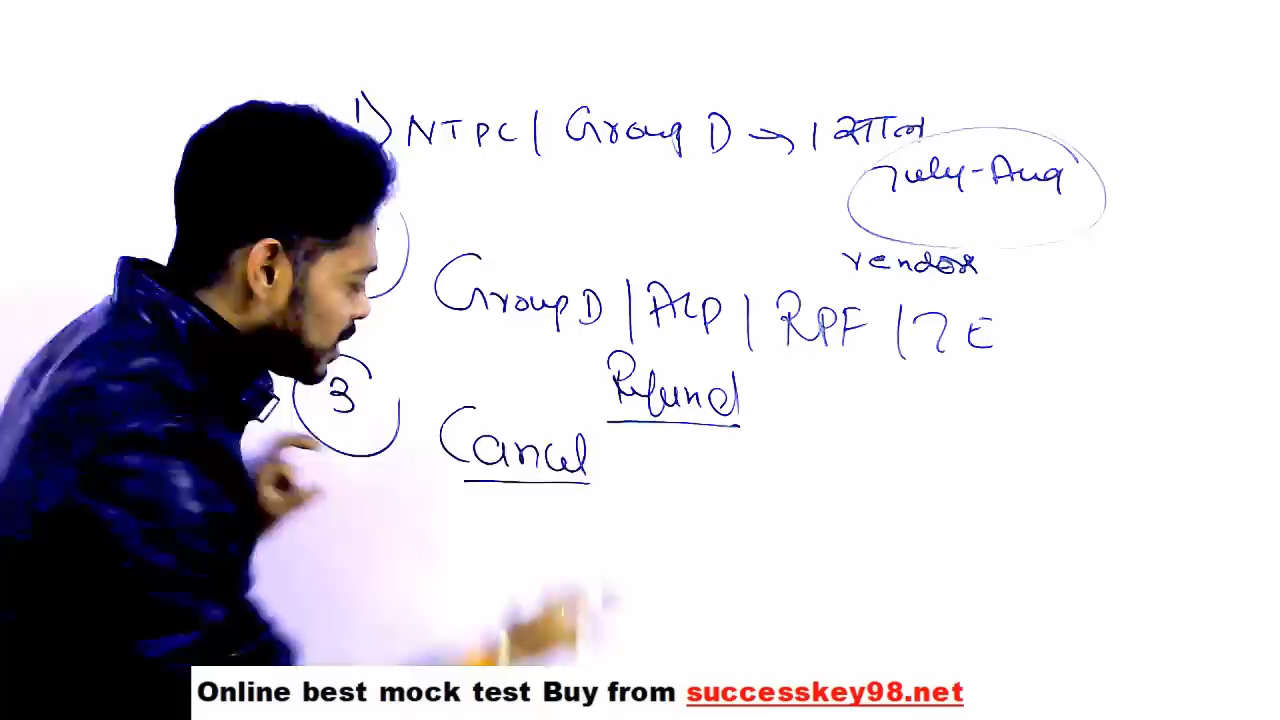 1) NTPC | Group D → 1 साल
July-Aug
vendor
Group D | ALP | RPF | JE
Refund
3
Cancel
Online best mock test Buy from successkey98.net